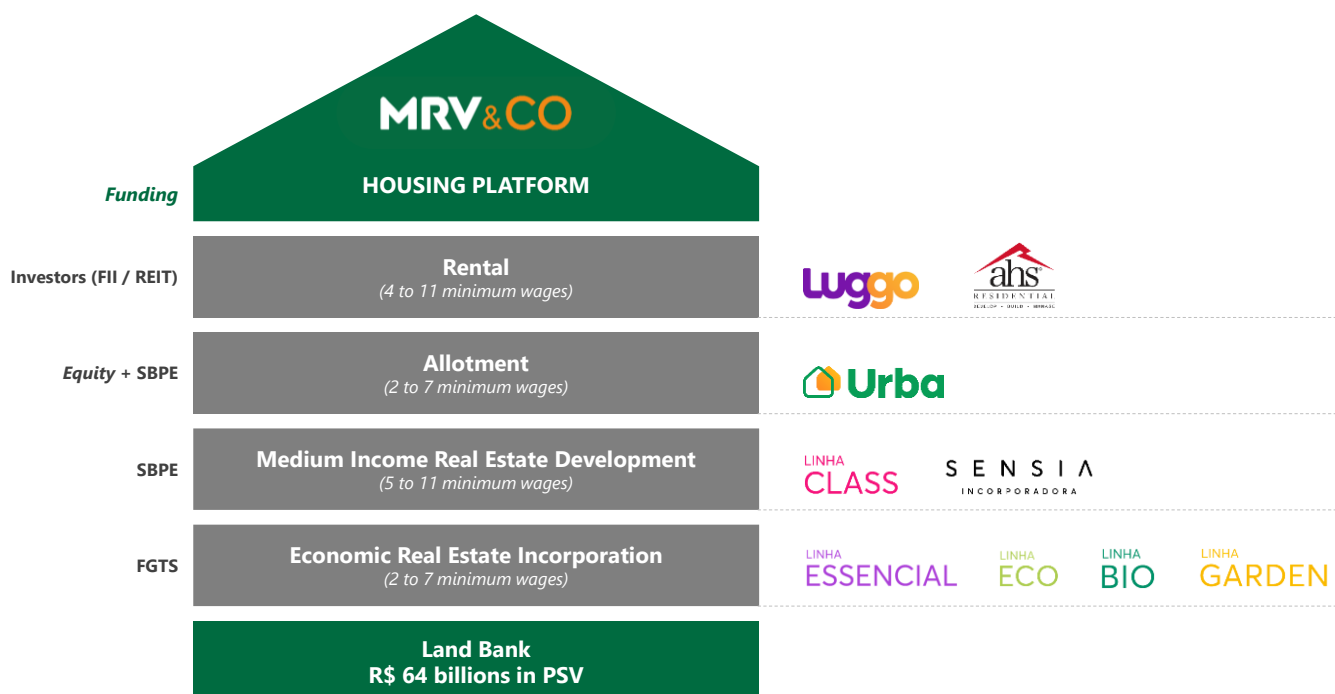 MRV&CO
HOUSING PLATFORM
Funding
Investors (FII / REIT)
Rental
(4 to 11 minimum wages)
Luggo
ahs
RESIDENTIAL
Equity + SBPE
Allotment
(2 to 7 minimum wages)
Urba
SBPE
Medium Income Real Estate Development
(5 to 11 minimum wages)
LINHA
CLASS
SENSIA
INCORPORADORA
FGTS
Economic Real Estate Incorporation
(2 to 7 minimum wages)
LINHA
ESSENCIAL
LINHA
ECO
LINHA
BIO
LINHA
GARDEN
Land Bank
R$ 64 billions in PSV